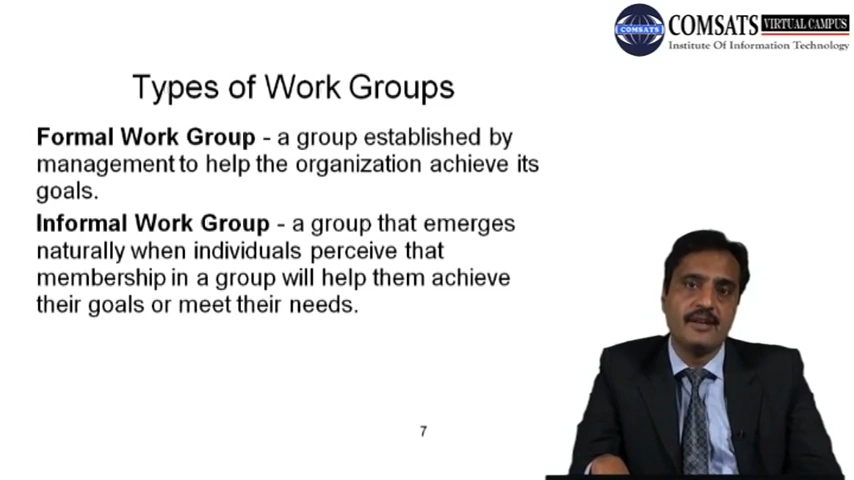 COMSATS VIRTUAL CAMPUS
COMSATS
Institute Of Information Technology
Types of Work Groups
Formal Work Group - a group established by
management to help the organization achieve its
goals.
Informal Work Group - a group that emerges
naturally when individuals perceive that
membership in a group will help them achieve
their goals or meet their needs.
7